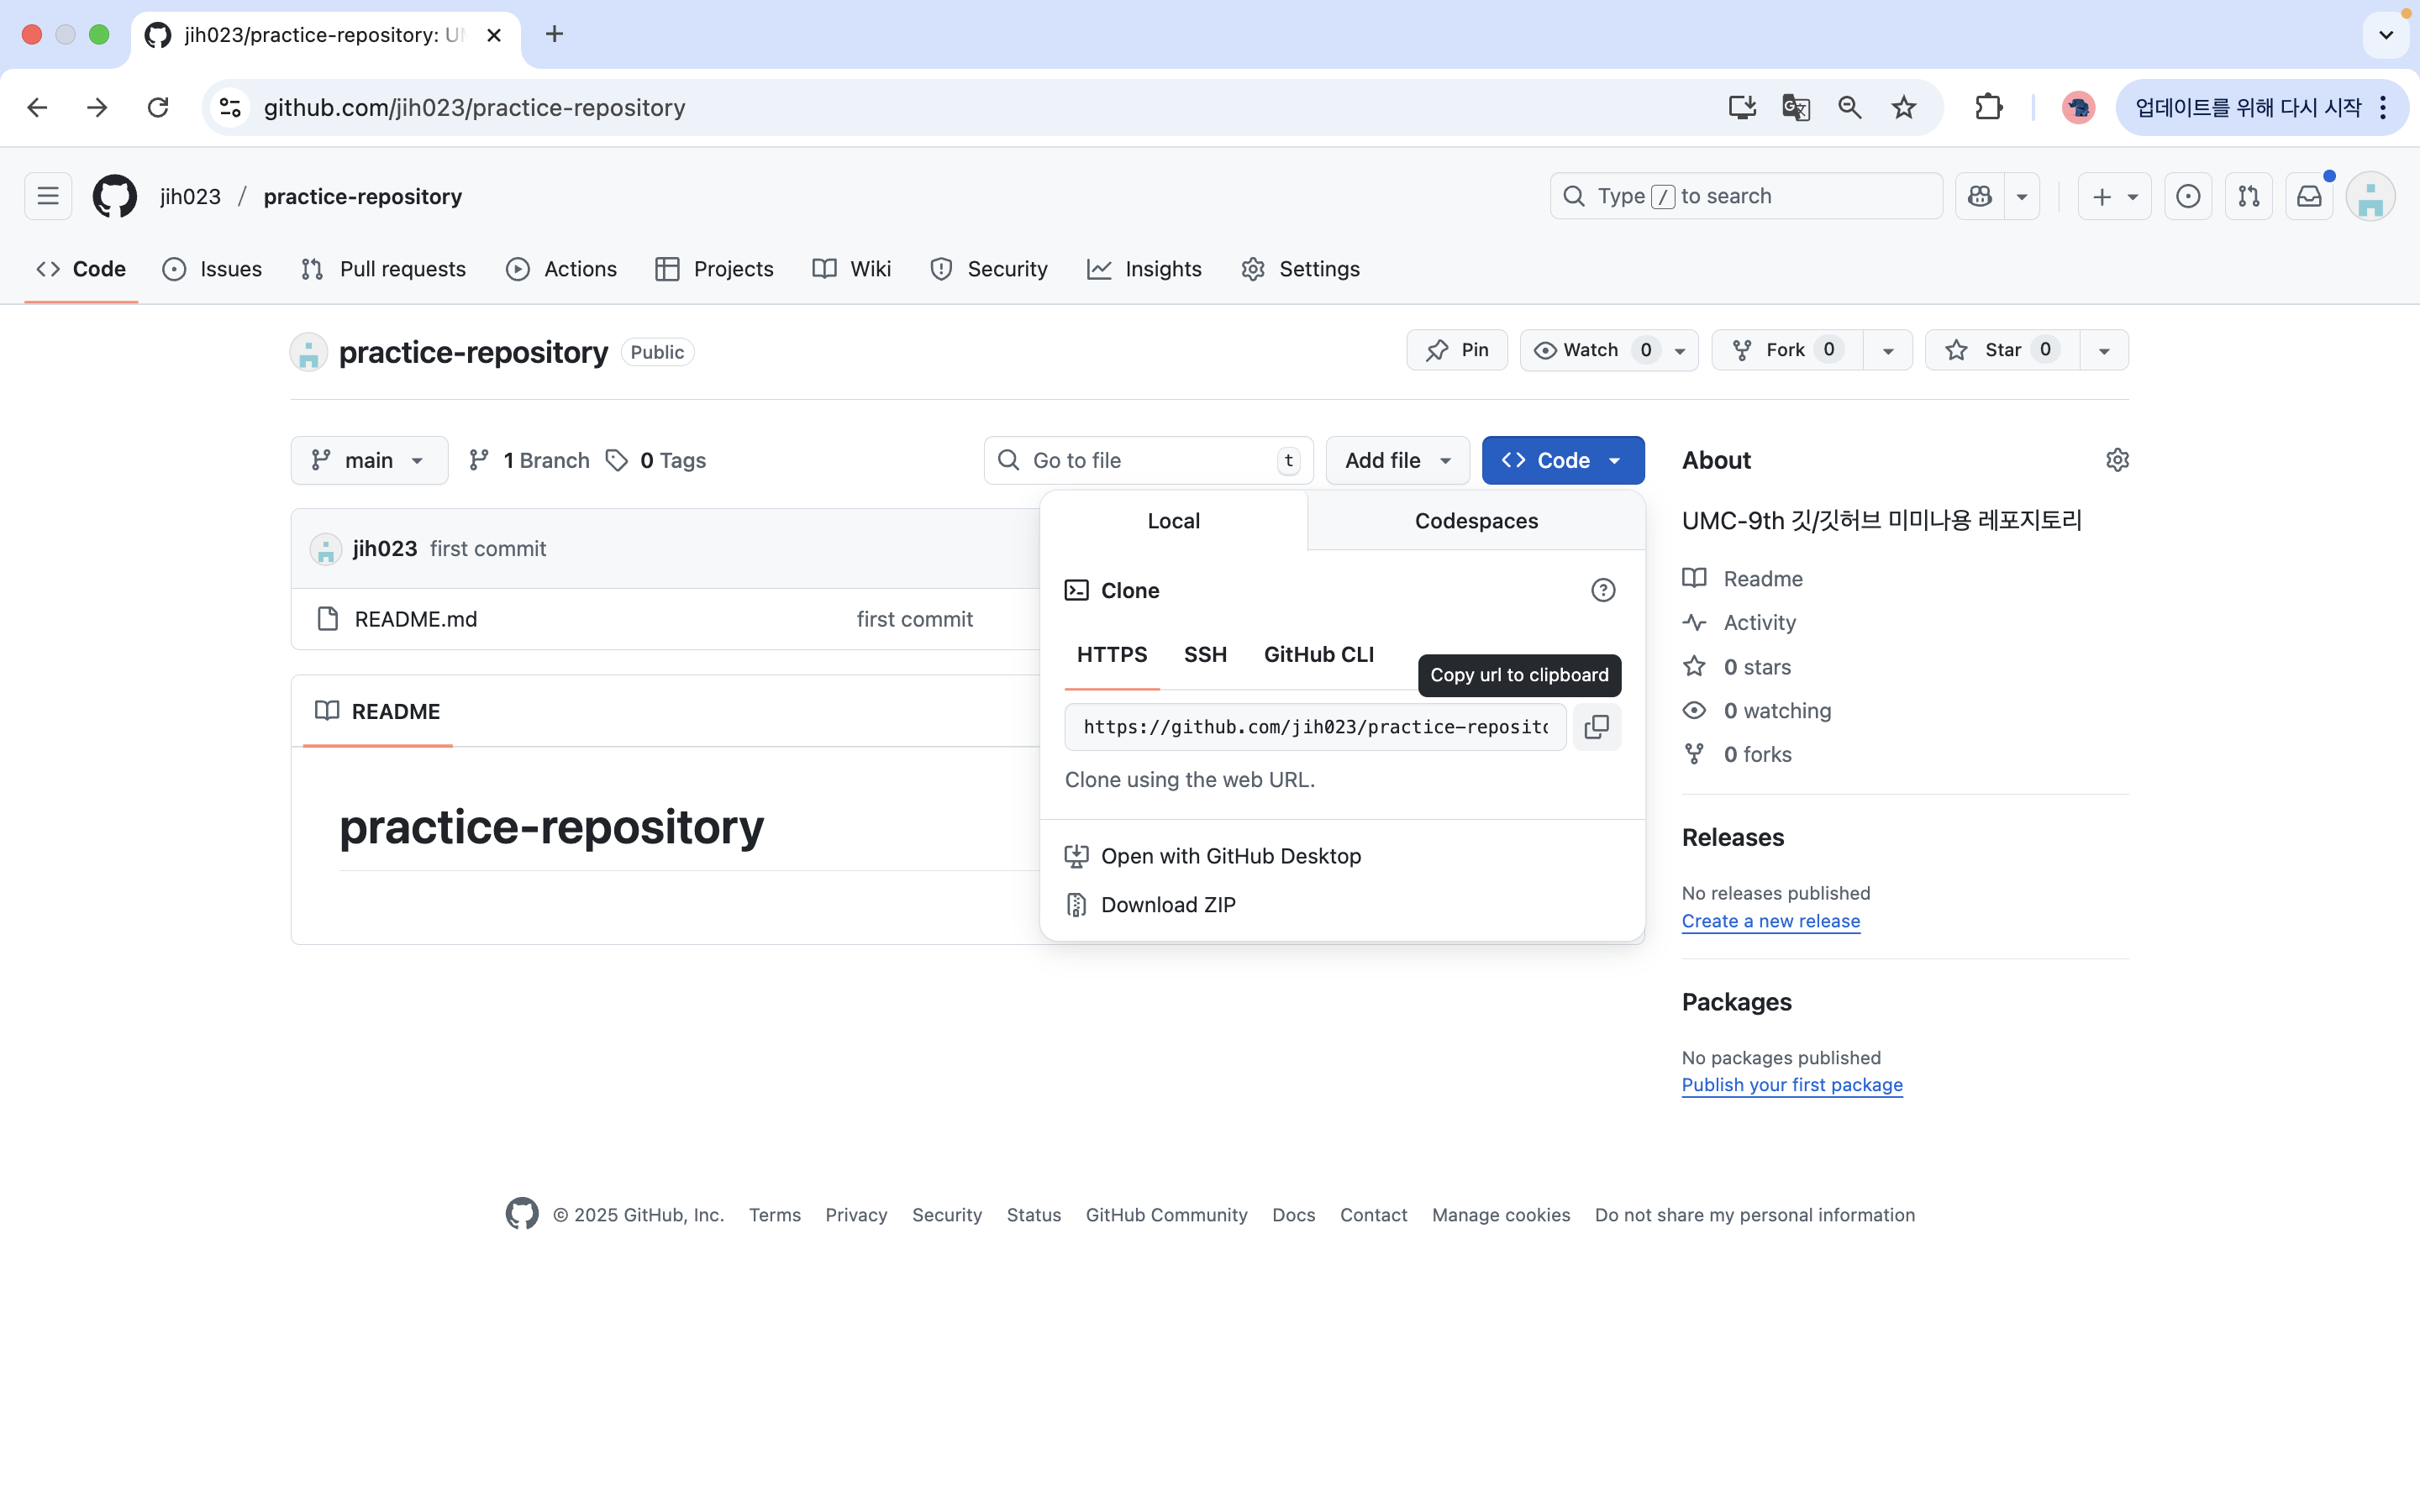 jih023/practice-repository: UM
github.com/jih023/practice-repository
업데이트를 위해 다시 시작
jih023 / practice-repository
Type / to search
Code Issues Pull requests Actions Projects Wiki Security Insights Settings
practice-repository Public
Pin Watch 0 Fork 0 Star 0
main 1 Branch 0 Tags
Go to file t Add file Code
jih023 first commit
README.md first commit
README
practice-repository
Local Codespaces
Clone
HTTPS SSH GitHub CLI
Copy url to clipboard
https://github.com/jih023/practice-reposito
Clone using the web URL.
Open with GitHub Desktop
Download ZIP
About
UMC-9th 깃/깃허브 미미나용 레포지토리
Readme
Activity
0 stars
0 watching
0 forks
Releases
No releases published
Create a new release
Packages
No packages published
Publish your first package
© 2025 GitHub, Inc. Terms Privacy Security Status GitHub Community Docs Contact Manage cookies Do not share my personal information